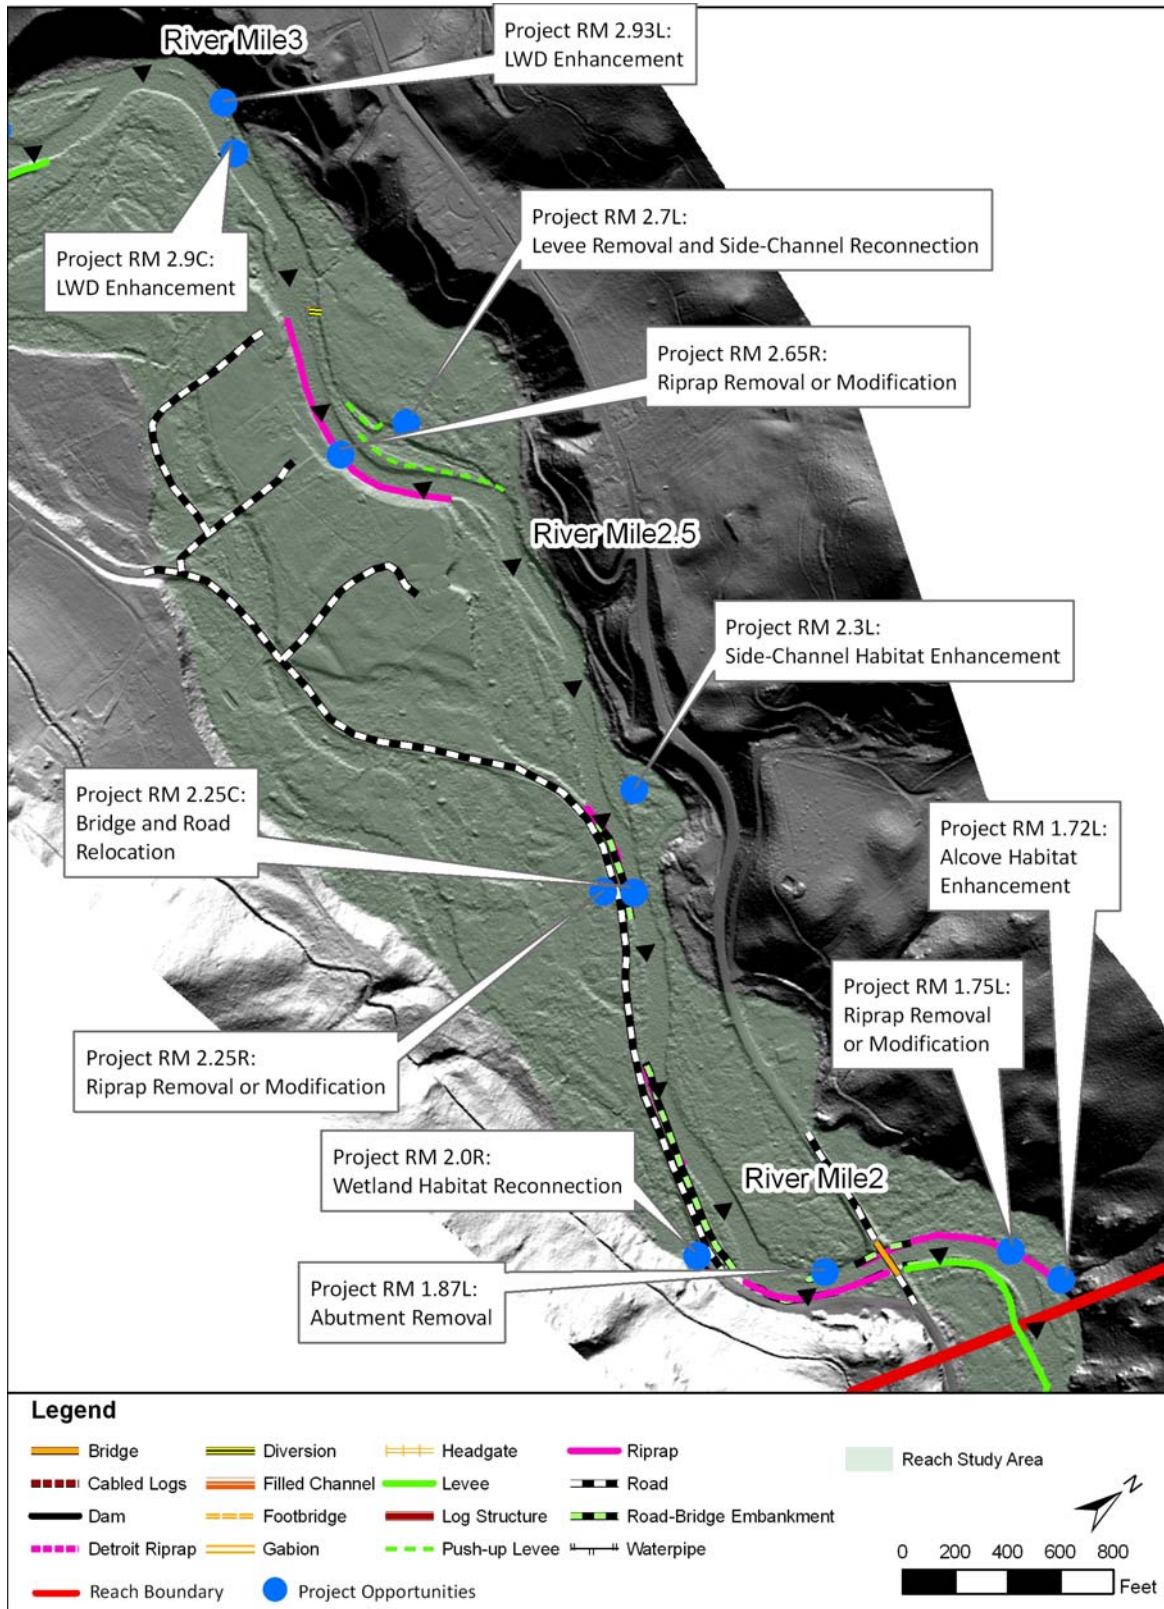 River Mile3
Project RM 2.93L:
LWD Enhancement
Project RM 2.7L:
Levee Removal and Side-Channel Reconnection
Project RM 2.9C:
LWD Enhancement
Project RM 2.65R:
Riprap Removal or Modification
River Mile2.5
Project RM 2.3L:
Side-Channel Habitat Enhancement
Project RM 2.25C:
Bridge and Road
Relocation
Project RM 1.72L:
Alcove Habitat
Enhancement
Project RM 1.75L:
Riprap Removal
or Modification
Project RM 2.25R:
Riprap Removal or Modification
Project RM 2.0R:
Wetland Habitat Reconnection
River Mile2
Project RM 1.87L:
Abutment Removal
Legend
Bridge
Diversion
Headgate
Riprap
Reach Study Area
Cabled Logs
Filled Channel
Levee
Road
Dam
Footbridge
Log Structure
Road-Bridge Embankment
Detroit Riprap
Gabion
Push-up Levee
Waterpipe
Reach Boundary
Project Opportunities
N
0 200 400 600 800
Feet